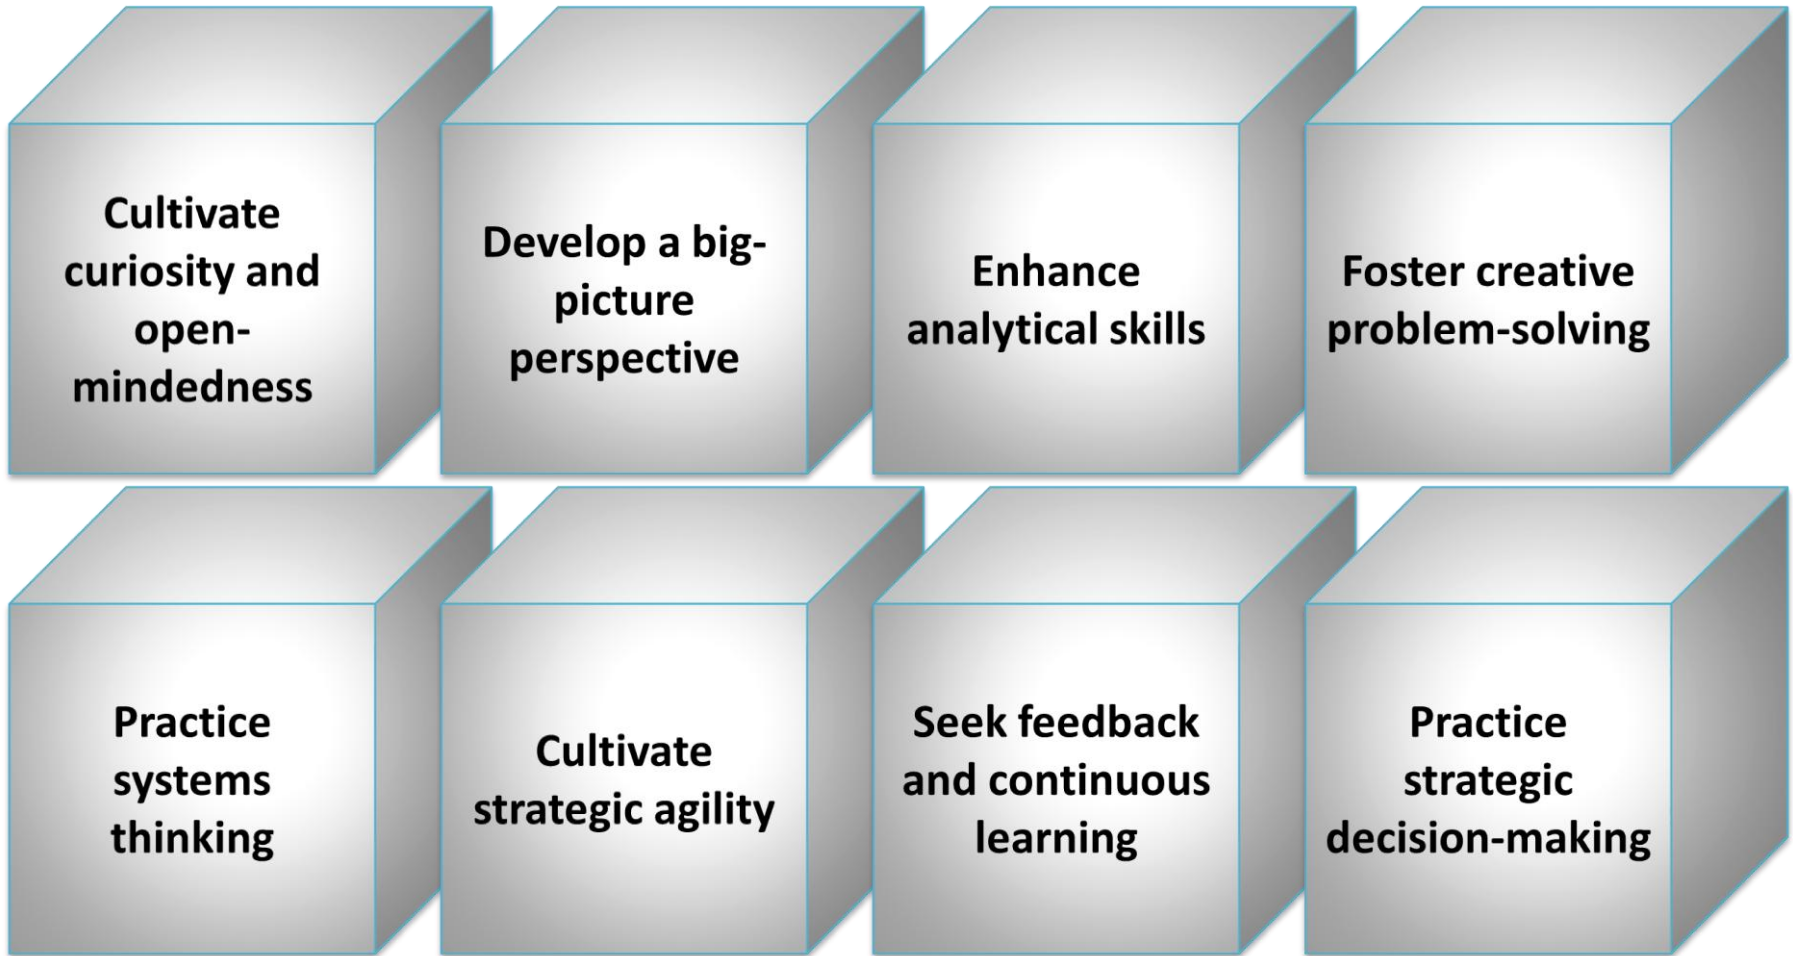 Cultivate
curiosity and
open-
mindedness
Develop a big-
picture
perspective
Enhance
analytical skills
Foster creative
problem-solving
Practice
systems
thinking
Cultivate
strategic agility
Seek feedback
and continuous
learning
Practice
strategic
decision-making